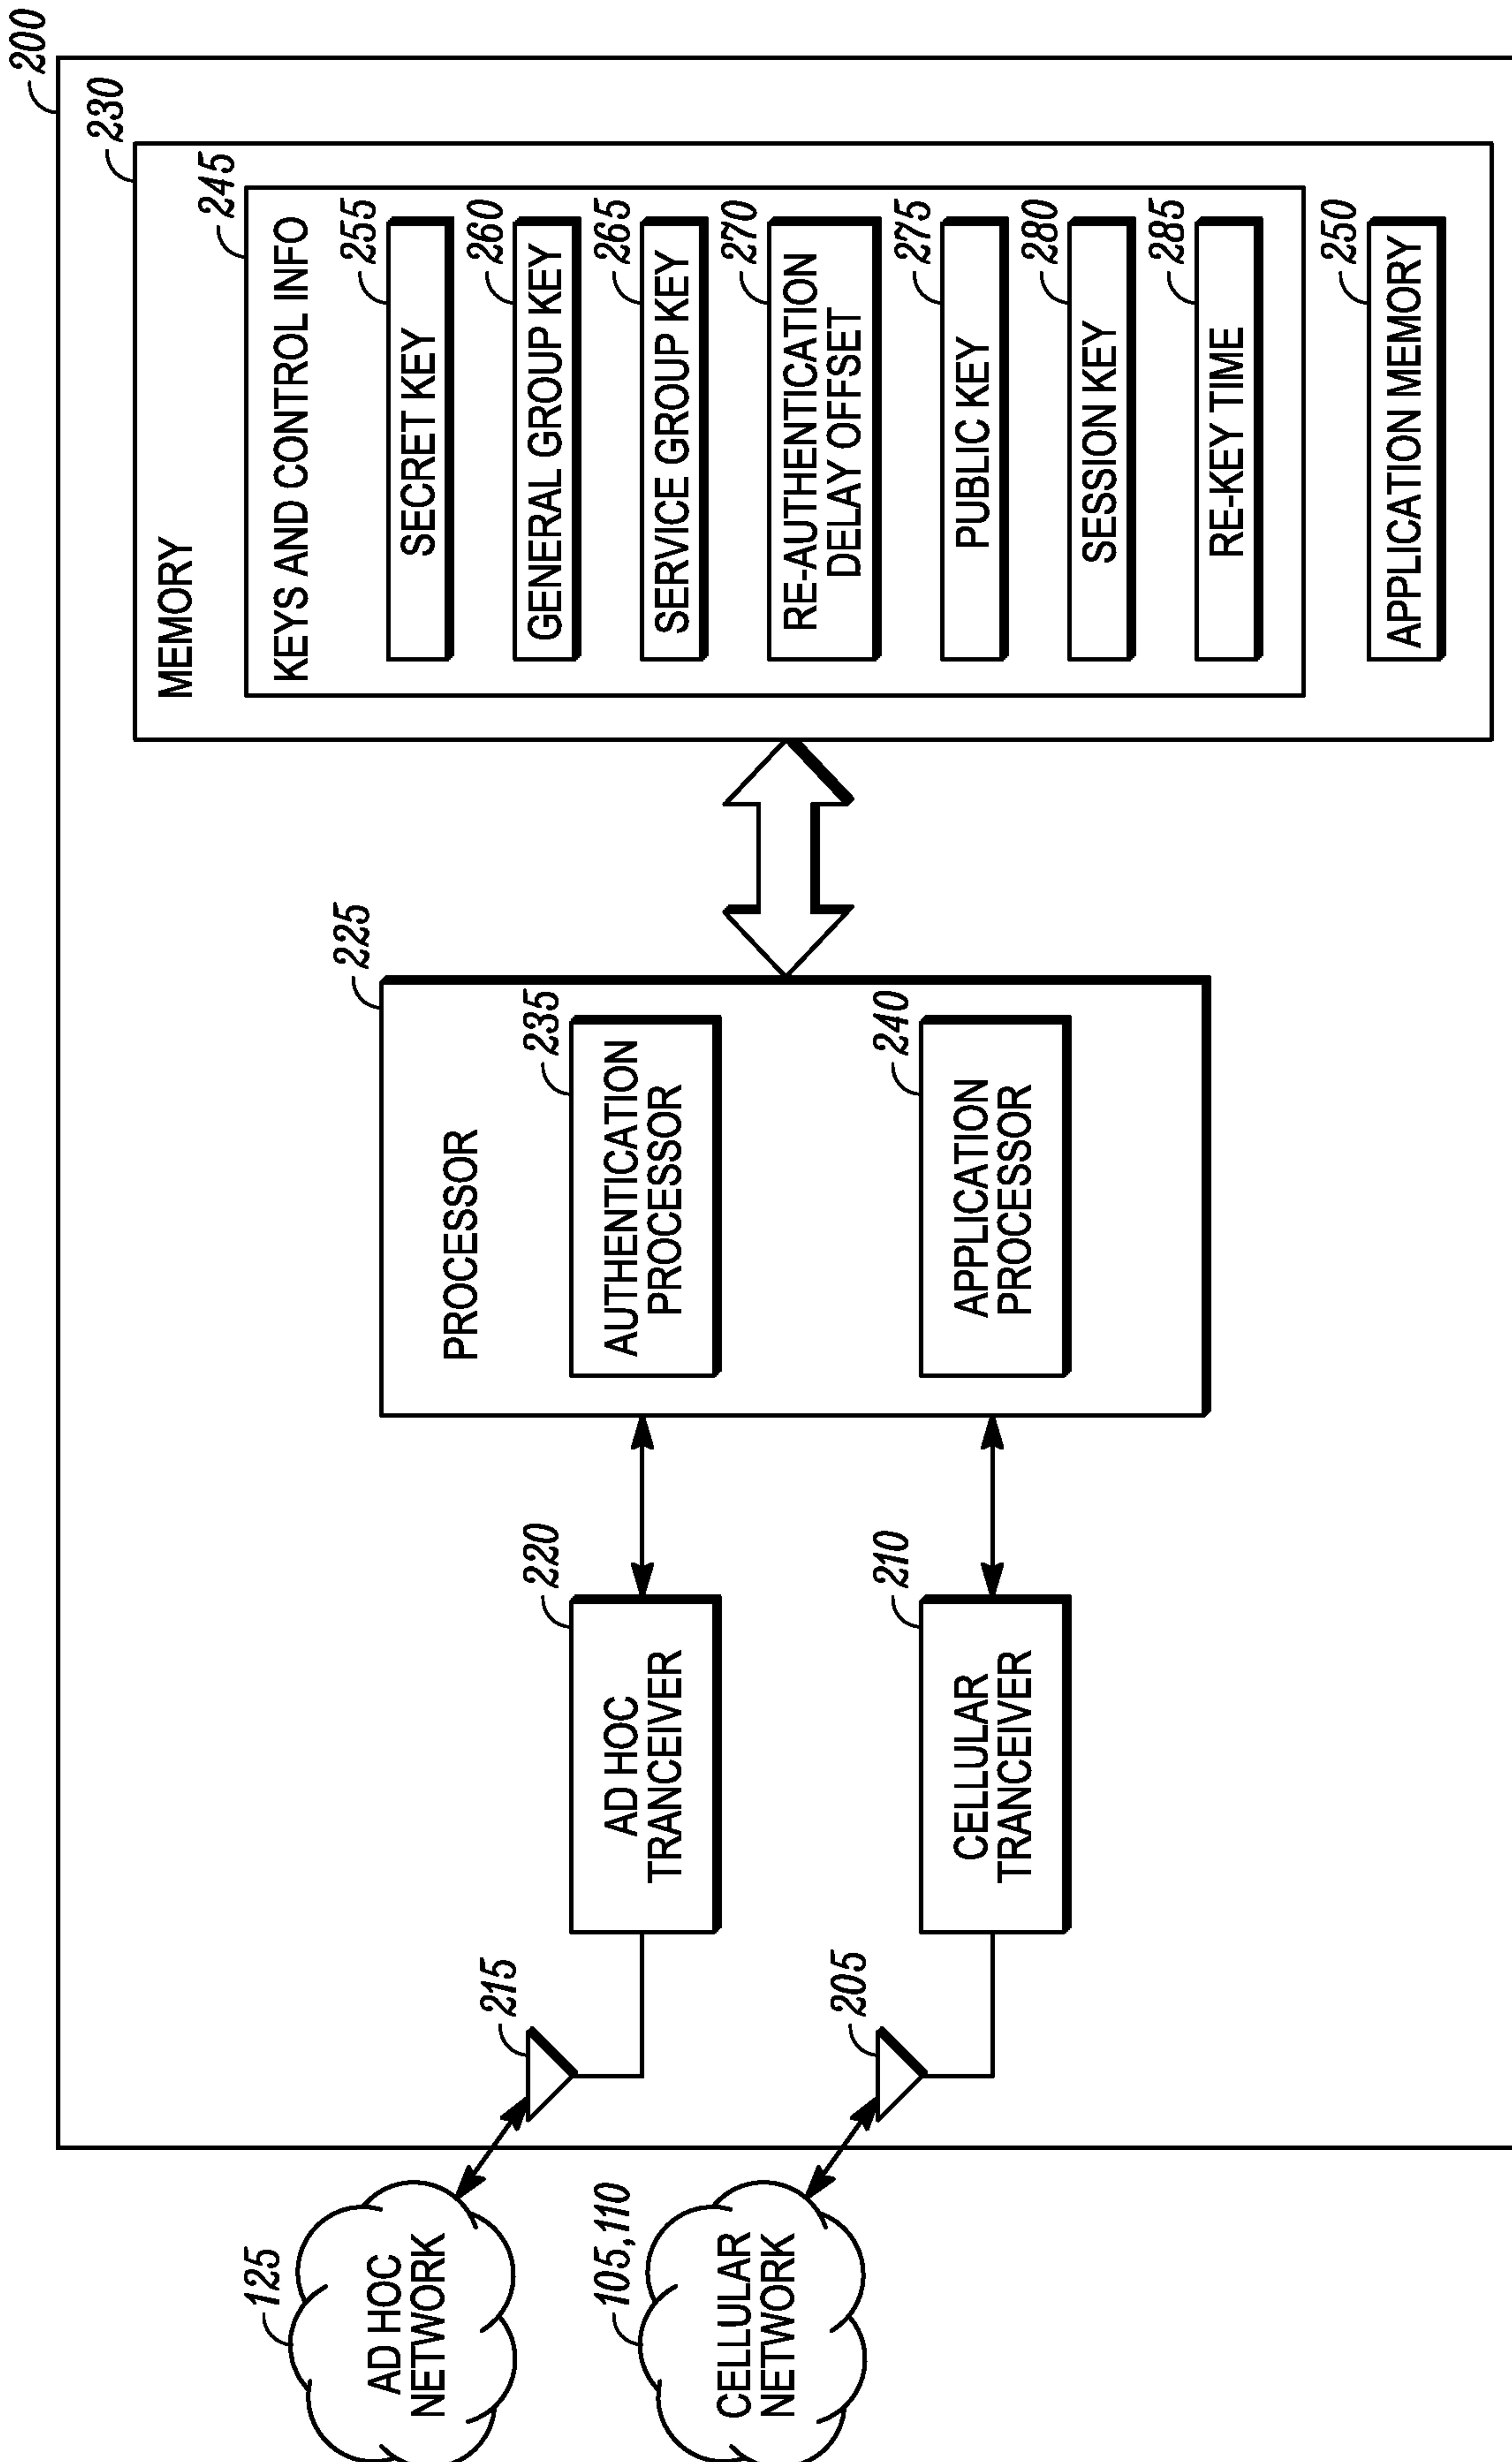 200
230
MEMORY
245
KEYS AND CONTROL INFO
255
SECRET KEY
260
GENERAL GROUP KEY
265
SERVICE GROUP KEY
270
RE-AUTHENTICATION
DELAY OFFSET
275
PUBLIC KEY
280
SESSION KEY
285
RE-KEY TIME
250
APPLICATION MEMORY
225
PROCESSOR
235
AUTHENTICATION
PROCESSOR
240
APPLICATION
PROCESSOR
220
AD HOC
TRANCEIVER
210
CELLULAR
TRANCEIVER
215
205
125
AD HOC
NETWORK
105,110
CELLULAR
NETWORK